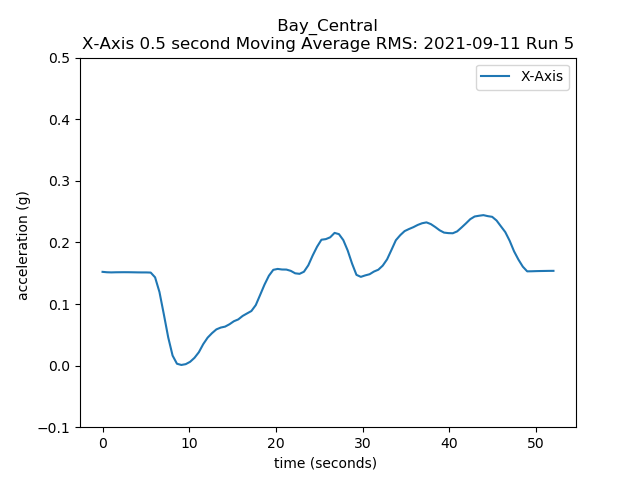 Bay_Central
X-Axis 0.5 second Moving Average RMS: 2021-09-11 Run 5
X-Axis
0.5
0.4
0.3
0.2
0.1
0.0
−0.1
acceleration (g)
0 10 20 30 40 50
time (seconds)